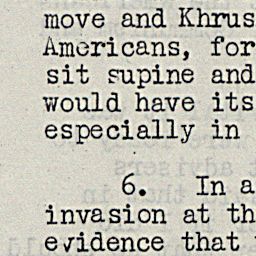 move and Khrus
Americans, for
sit supine and
would have its
especially in
6. In a
invasion at th
evidence that